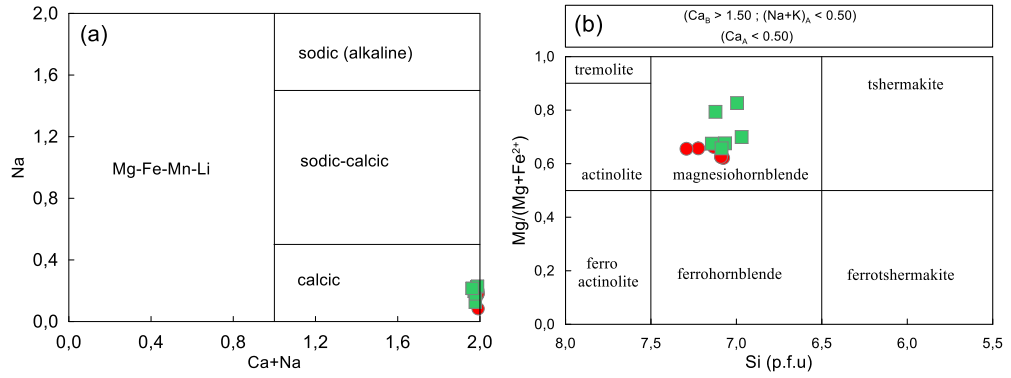 (a)
Na
2,0
1,6
1,2
0,8
0,4
0,0
sodic (alkaline)
sodic-calcic
Mg-Fe-Mn-Li
calcic
0,0
0,4
0,8
1,2
1,6
2,0
Ca+Na
(b)
(Ca_B > 1.50 ; (Na+K)_A < 0.50)
(Ca_A < 0.50)
Mg/(Mg+Fe²⁺)
1,0
0,8
0,6
0,4
0,2
0,0
tremolite
tshermakite
actinolite
magnesiohornblende
ferro
actinolite
ferrohornblende
ferrotshermakite
8,0
7,5
7,0
6,5
6,0
5,5
Si (p.f.u)